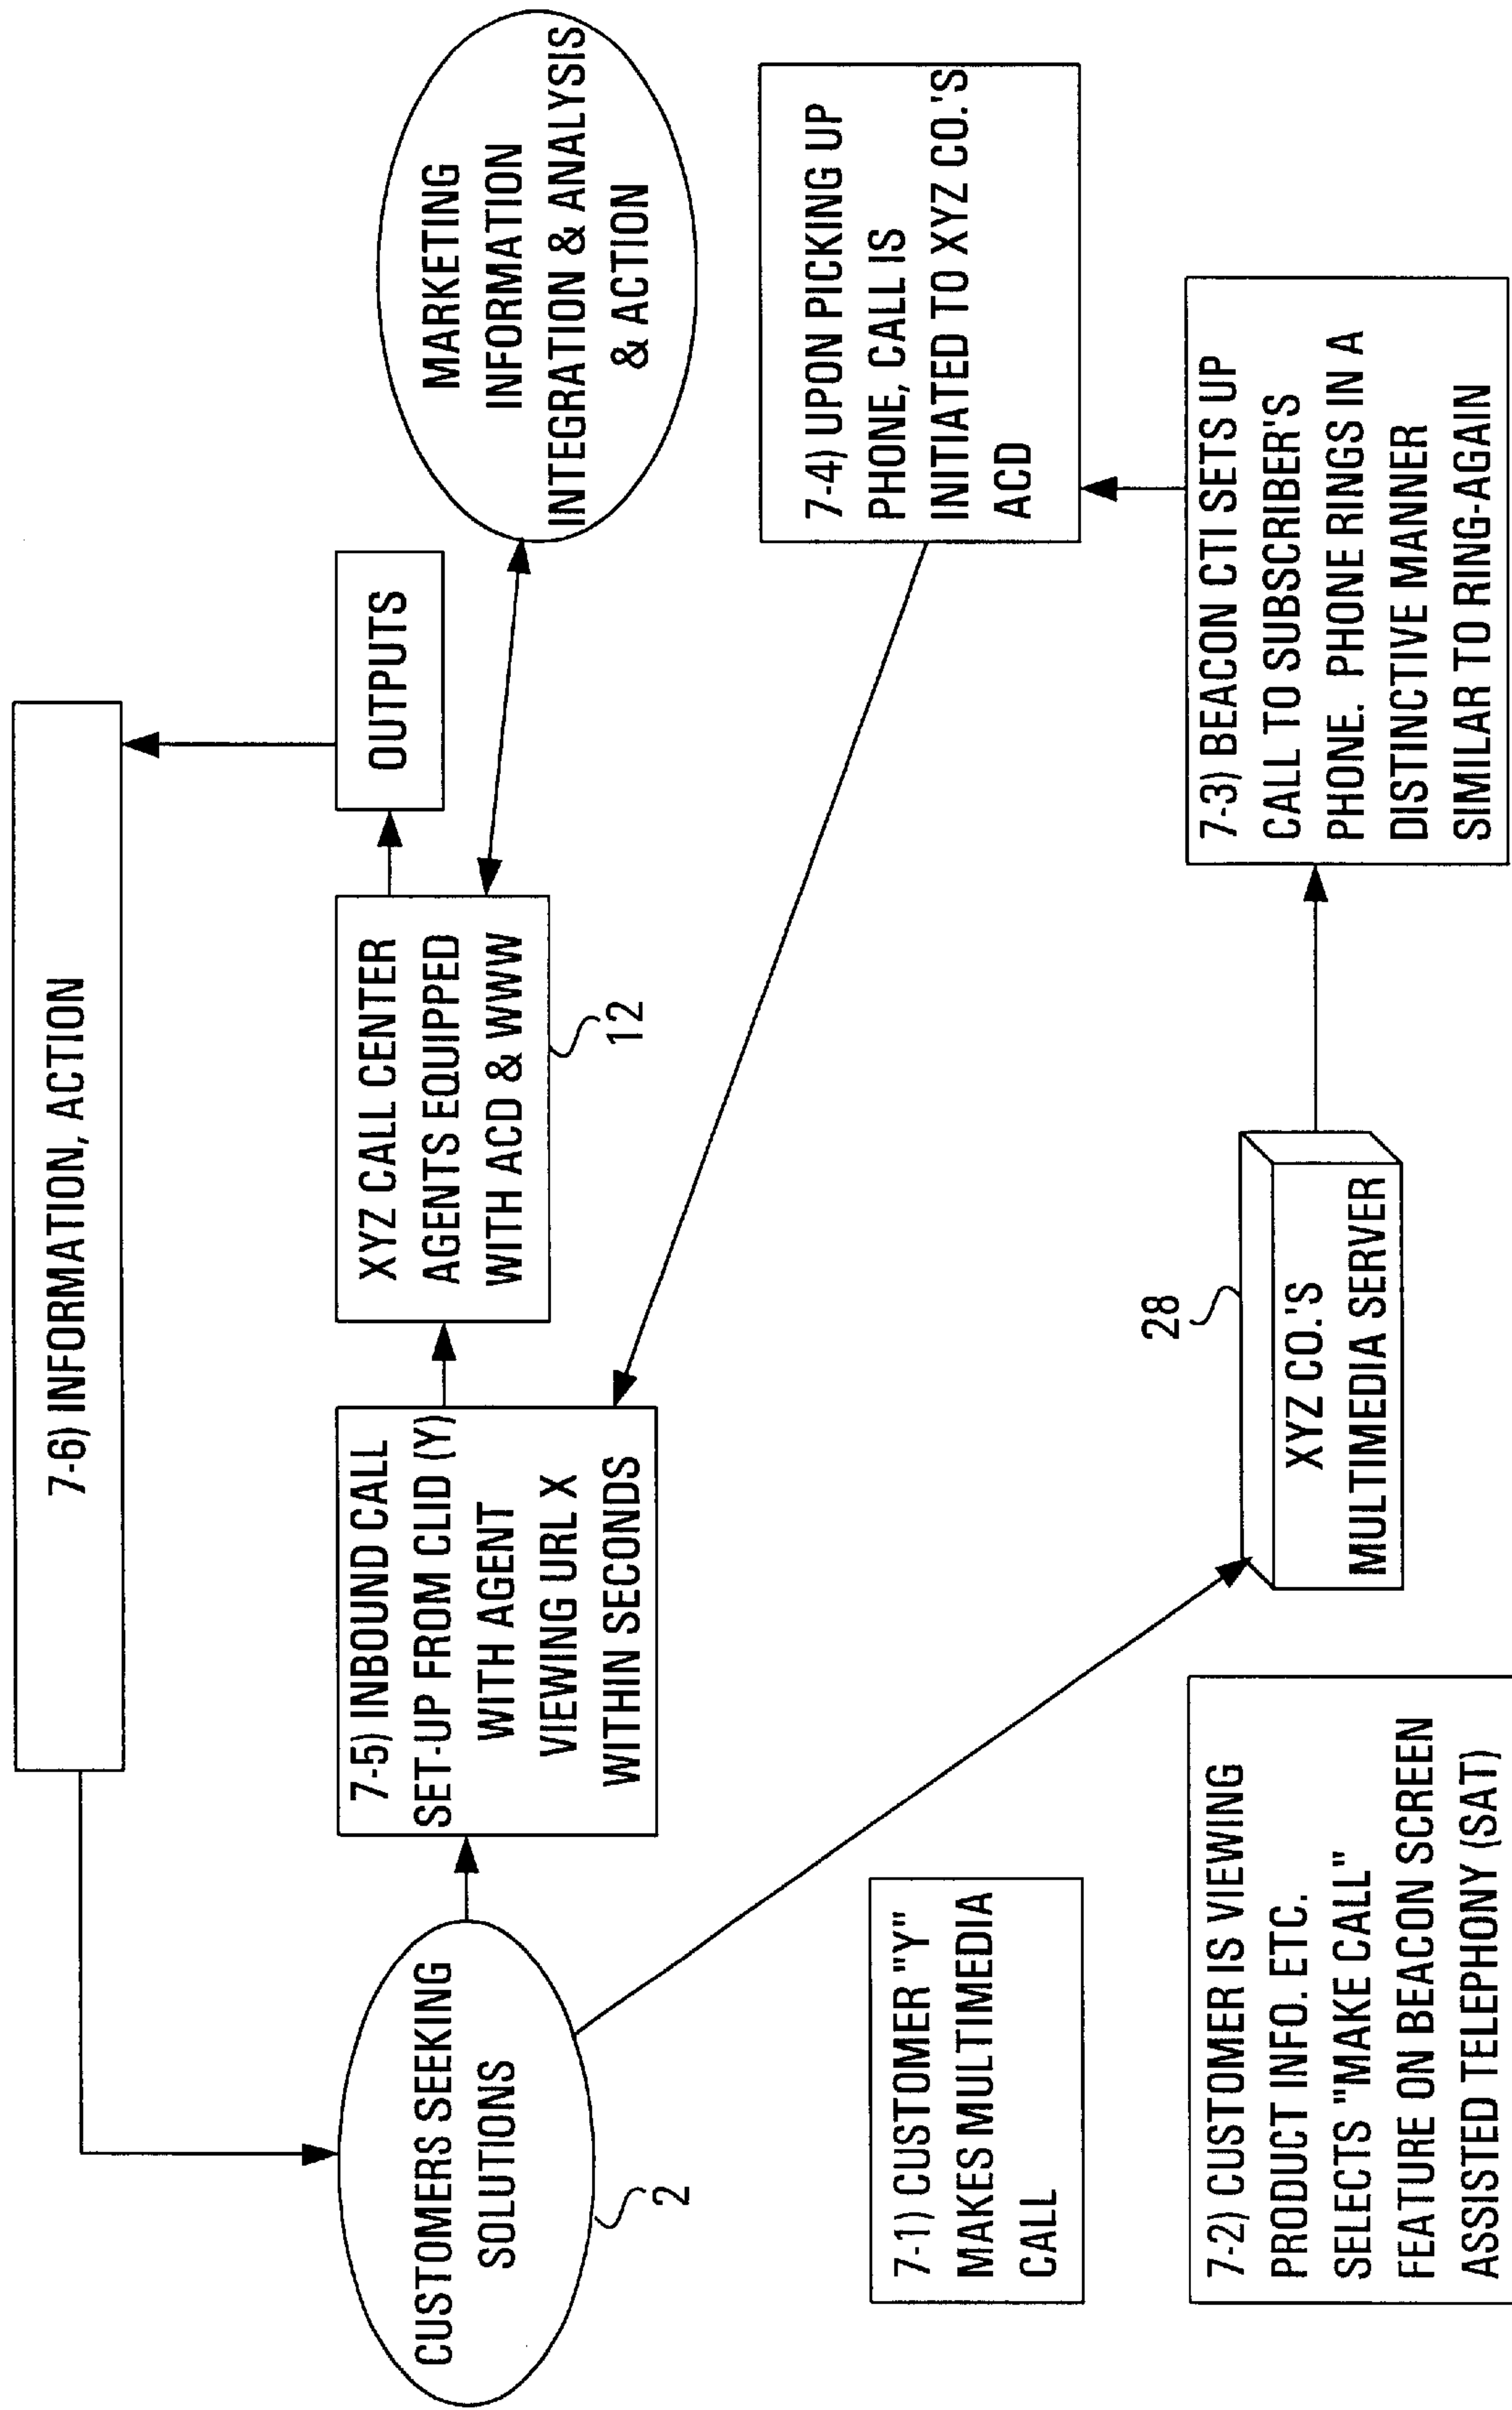 7-6) INFORMATION, ACTION
CUSTOMERS SEEKING
SOLUTIONS
2
7-5) INBOUND CALL
SET-UP FROM CLID (Y)
WITH AGENT
VIEWING URL X
WITHIN SECONDS
XYZ CALL CENTER
AGENTS EQUIPPED
WITH ACD & WWW
12
OUTPUTS
MARKETING
INFORMATION
INTEGRATION & ANALYSIS
& ACTION
7-1) CUSTOMER "Y"
MAKES MULTIMEDIA
CALL
7-4) UPON PICKING UP
PHONE, CALL IS
INITIATED TO XYZ CO.'S
ACD
7-2) CUSTOMER IS VIEWING
PRODUCT INFO. ETC.
SELECTS "MAKE CALL"
FEATURE ON BEACON SCREEN
ASSISTED TELEPHONY (SAT)
28
XYZ CO.'S
MULTIMEDIA SERVER
7-3) BEACON CTI SETS UP
CALL TO SUBSCRIBER'S
PHONE. PHONE RINGS IN A
DISTINCTIVE MANNER
SIMILAR TO RING-AGAIN